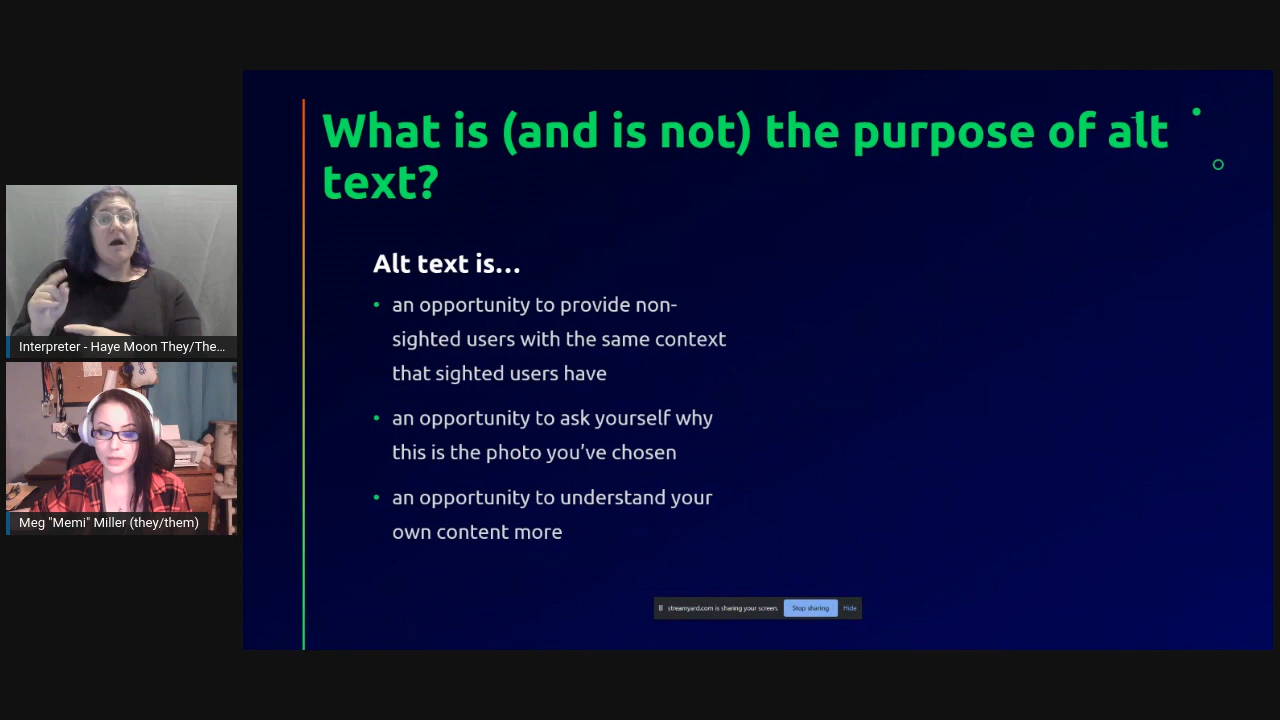 What is (and is not) the purpose of alt
text?
Alt text is...
• an opportunity to provide non-
sighted users with the same context
that sighted users have
• an opportunity to ask yourself why
this is the photo you’ve chosen
• an opportunity to understand your
own content more
Interpreter - Haye Moon They/The...
Meg "Memi" Miller (they/them)
streamyard.com is sharing your screen. Stop sharing Hide